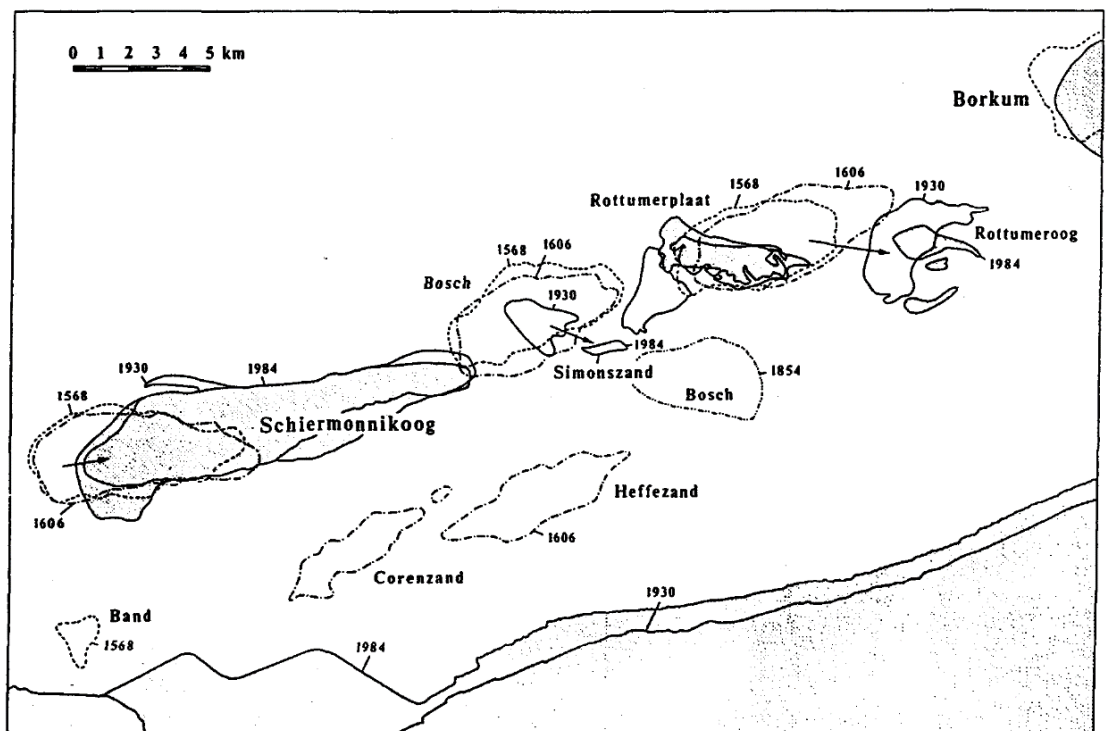 0 1 2 3 4 5 km
Borkum
1568
1606
1930
Rottumerplaat
Rottumeroog
1984
1568
1606
Bosch
1930
1984
Simonszand
1854
Bosch
1930
1984
1568
Schiermonnikoog
1606
Heffezand
1606
Corenzand
Band
1568
1930
1984